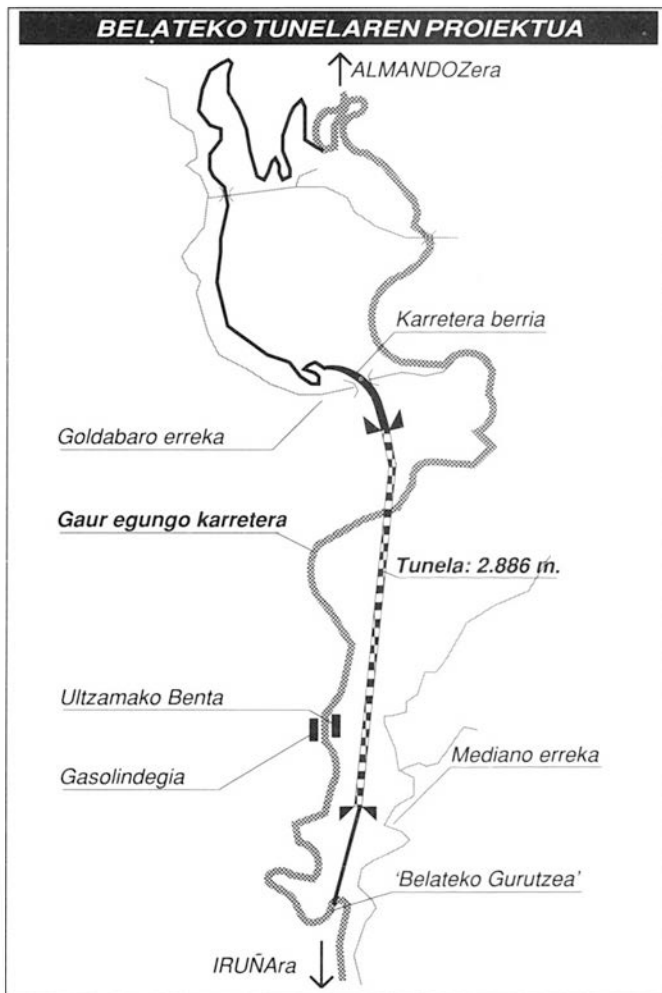 BELATEKO TUNELAREN PROIEKTUA
ALMANDOZera
Karretera berria
Goldabaro erreka
Gaur egungo karretera
Tunela: 2.886 m.
Ultzamako Benta
Gasolindegia
Mediano erreka
'Belateko Gurutzea'
IRUÑAra